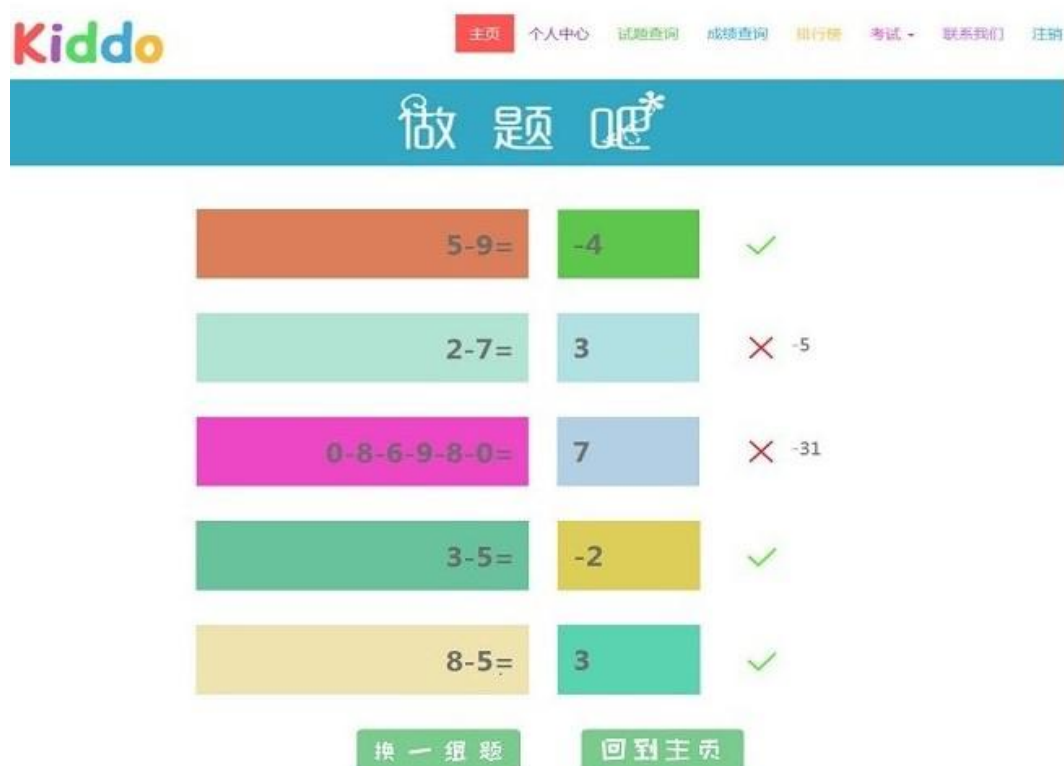 Kiddo
主页 个人中心 试题查询 成绩查询 排行榜 考试 联系我们 注销
做题吧
5-9= -4
2-7= 3 -5
0-8-6-9-8-0= 7 -31
3-5= -2
8-5= 3
换一组题 回到主页